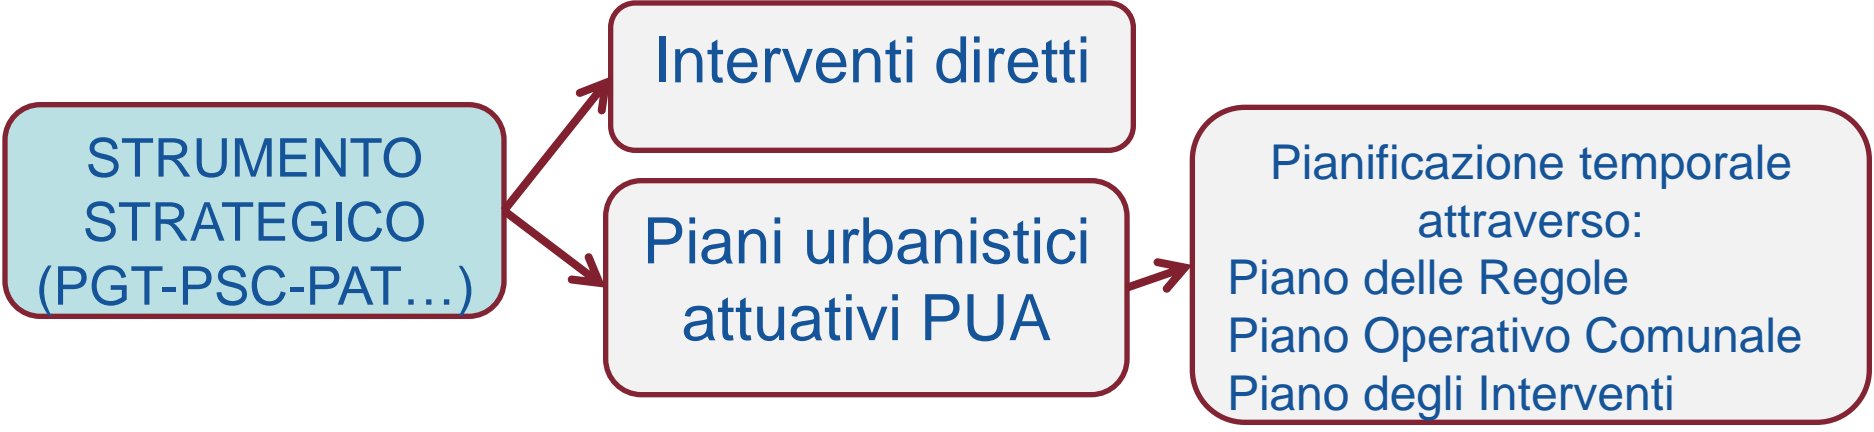 STRUMENTO
STRATEGICO
(PGT-PSC-PAT…)
Interventi diretti
Piani urbanistici
attuativi PUA
Pianificazione temporale
attraverso:
Piano delle Regole
Piano Operativo Comunale
Piano degli Interventi